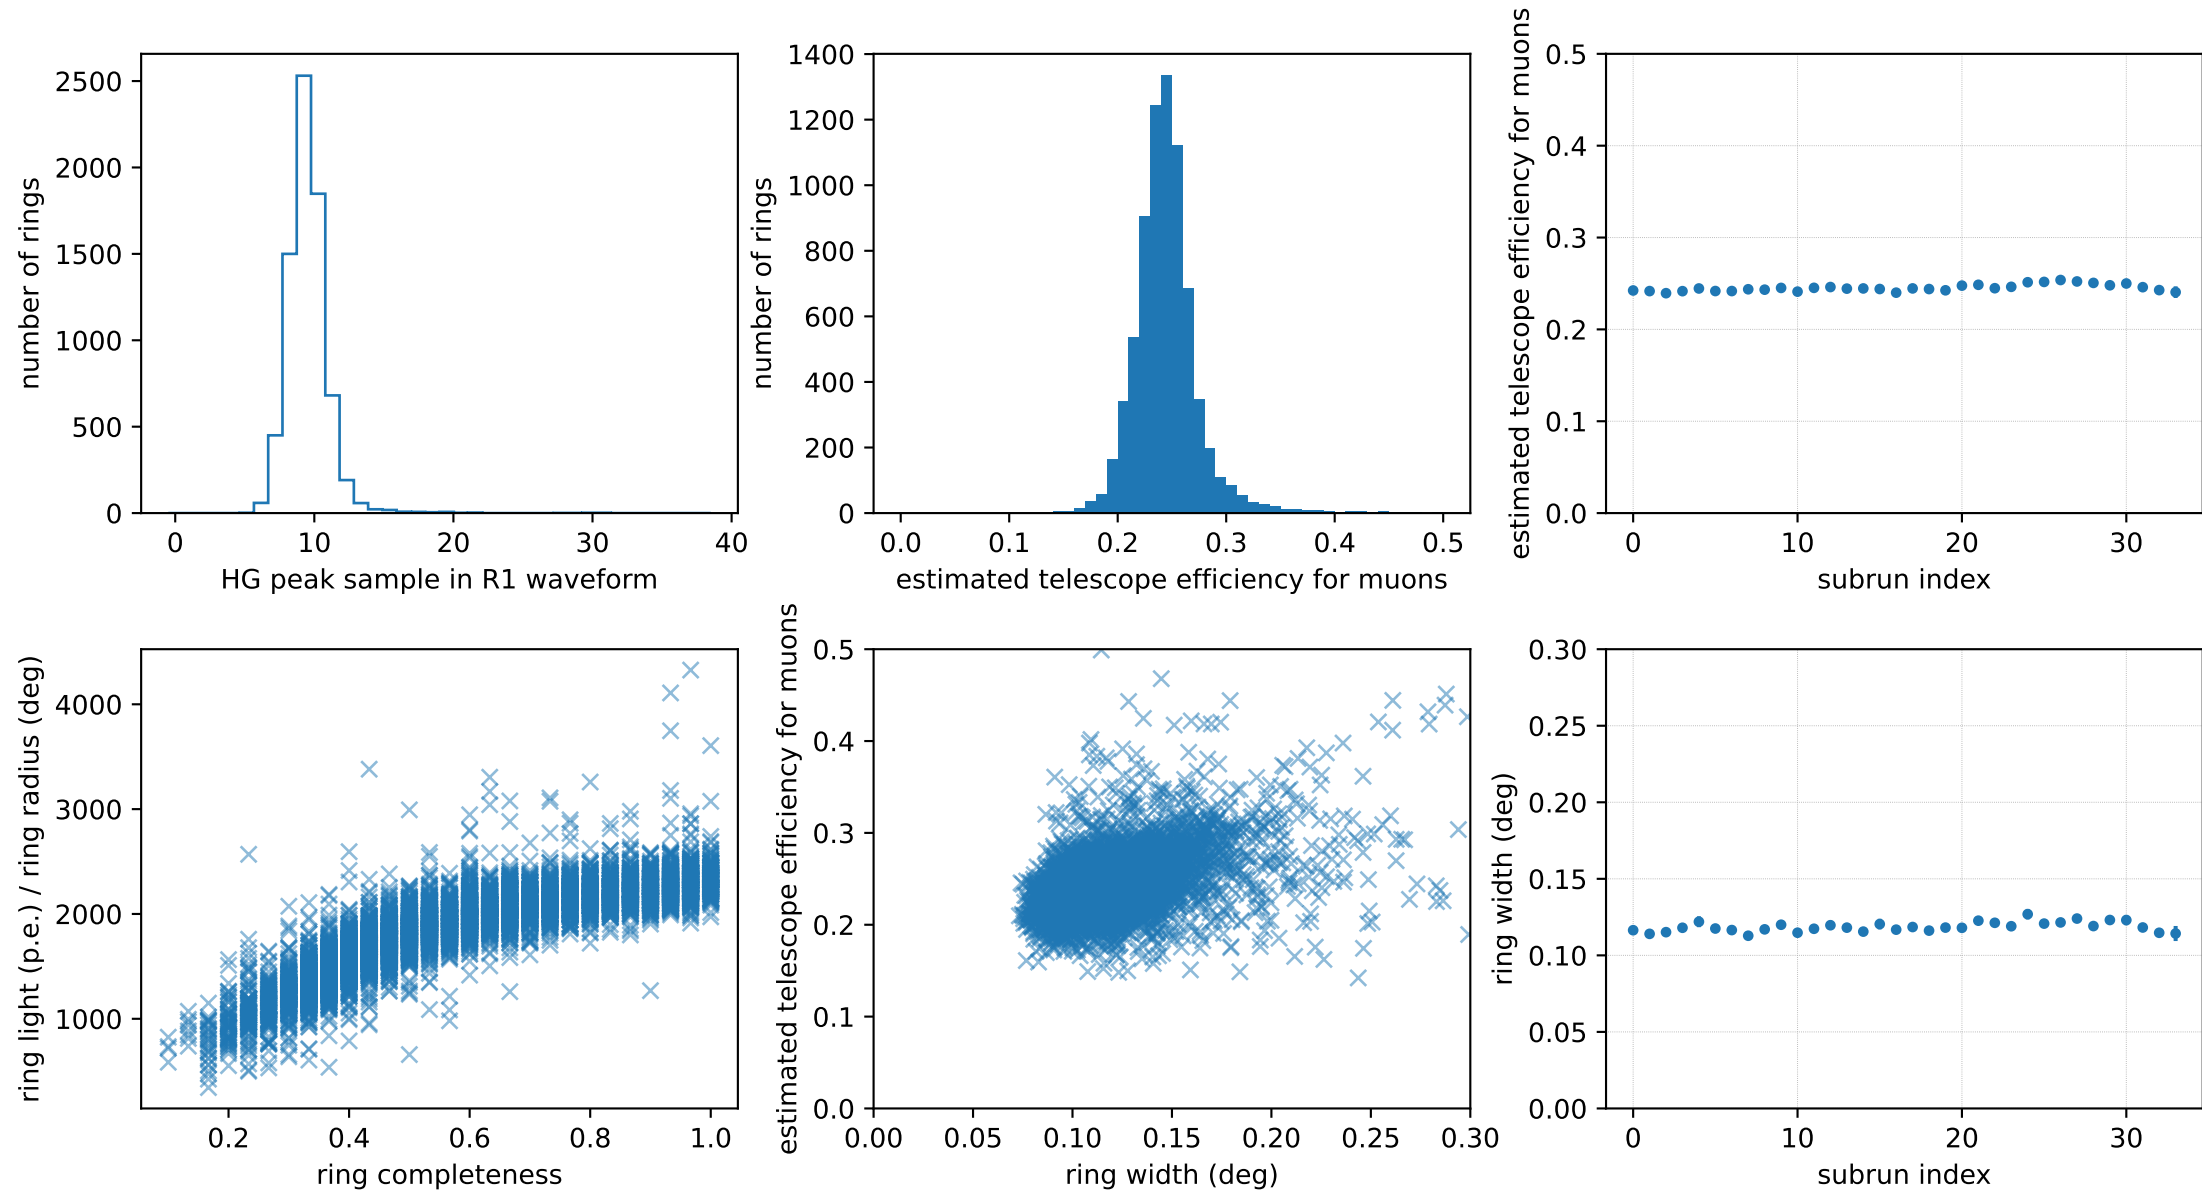 number of rings
2500
2000
1500
1000
500
0
0 10 20 30 40
HG peak sample in R1 waveform
number of rings
1400
1200
1000
800
600
400
200
0
0.0 0.1 0.2 0.3 0.4 0.5
estimated telescope efficiency for muons
estimated telescope efficiency for muons
0.5
0.4
0.3
0.2
0.1
0.0
0 10 20 30
subrun index
ring light (p.e.) / ring radius (deg)
4000
3000
2000
1000
0.2 0.4 0.6 0.8 1.0
ring completeness
estimated telescope efficiency for muons
0.5
0.4
0.3
0.2
0.1
0.0
0.00 0.05 0.10 0.15 0.20 0.25 0.30
ring width (deg)
ring width (deg)
0.30
0.25
0.20
0.15
0.10
0.05
0.00
0 10 20 30
subrun index